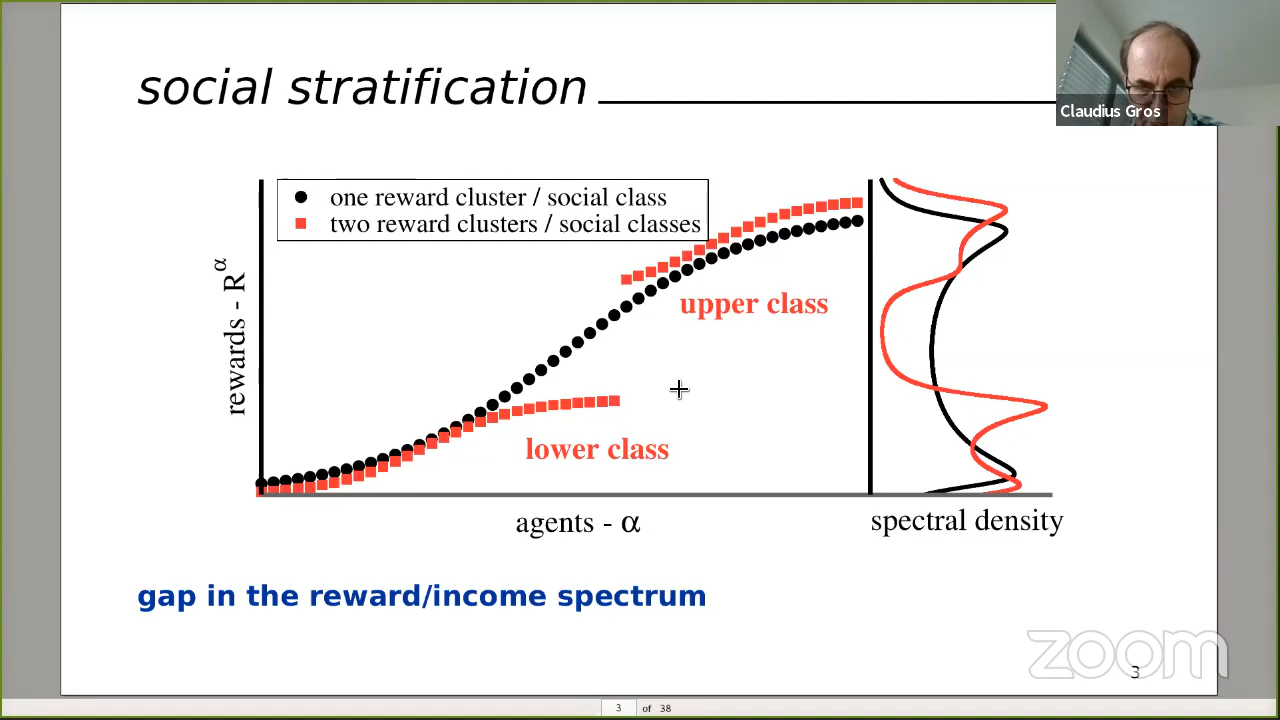 social stratification
Claudius Gros
one reward cluster / social class
two reward clusters / social classes
rewards - R^α
upper class
lower class
agents - α
spectral density
gap in the reward/income spectrum
zoom
3
3 of 38